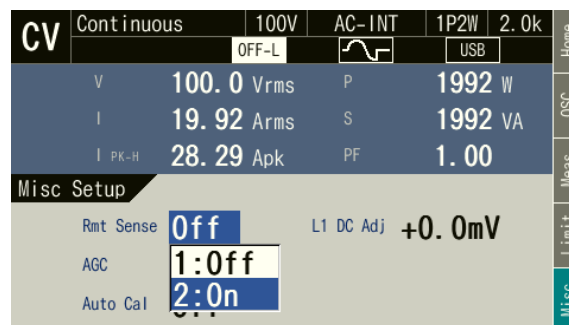 CV Continuous 100V AC-INT 1P2W 2.0k
OFF-L USB
V 100.0 Vrms P 1992 W
I 19.92 Arms S 1992 VA
I PK-H 28.29 Apk PF 1.00
Misc Setup
Rmt Sense Off L1 DC Adj +0.0mV
AGC 1:Off
Auto Cal 2:On
Home
OSC
Meas
Limit
Misc